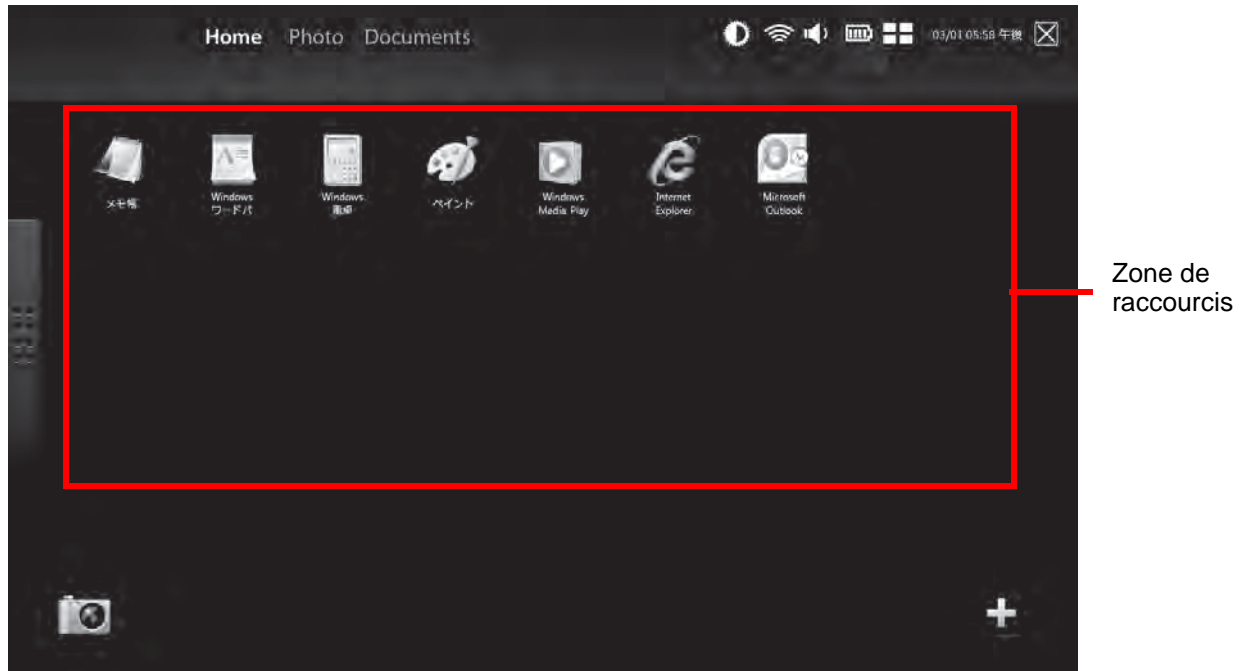 Home Photo Documents
03/01 05:58 午後
メモ帳
Windows
ワードパ
Windows
電卓
ペイント
Windows
Media Play
Internet
Explorer
Microsoft
Outlook
Zone de
raccourcis